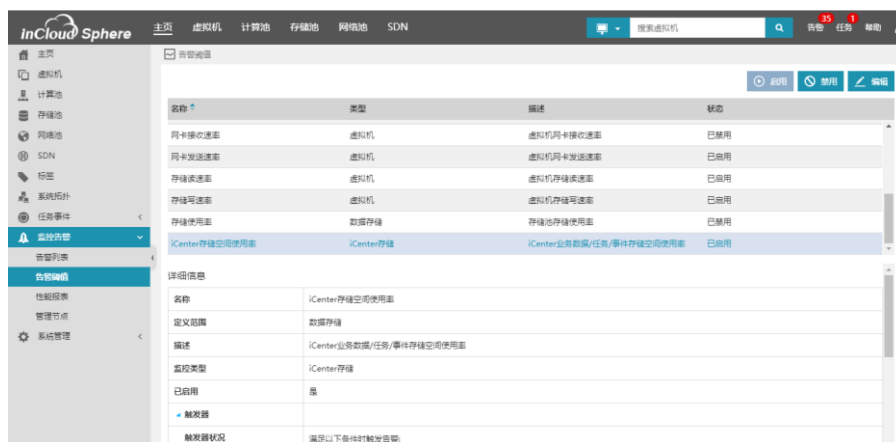 inCloud Sphere
主页 虚拟机 计算池 存储池 网络池 SDN
搜索虚拟机
告警 35 任务 1 帮助
主页
虚拟机
计算池
存储池
网络池
SDN
标签
系统拓扑
任务事件
监控告警
告警列表
告警阈值
性能报表
管理节点
系统管理
告警阈值
启用 禁用 编辑
名称 类型 描述 状态
网卡接收速率 虚拟机 虚拟机网卡接收速率 已禁用
网卡发送速率 虚拟机 虚拟机网卡发送速率 已启用
存储读速率 虚拟机 虚拟机存储读速率 已启用
存储写速率 虚拟机 虚拟机存储写速率 已启用
存储使用率 数据存储 存储池存储使用率 已禁用
iCenter存储空间使用率 iCenter存储 iCenter业务数据/任务/事件存储空间使用率 已启用
详细信息
名称 iCenter存储空间使用率
定义范围 数据存储
描述 iCenter业务数据/任务/事件存储空间使用率
监控类型 iCenter存储
已启用 是
触发器
触发器状况 满足以下条件时触发告警: